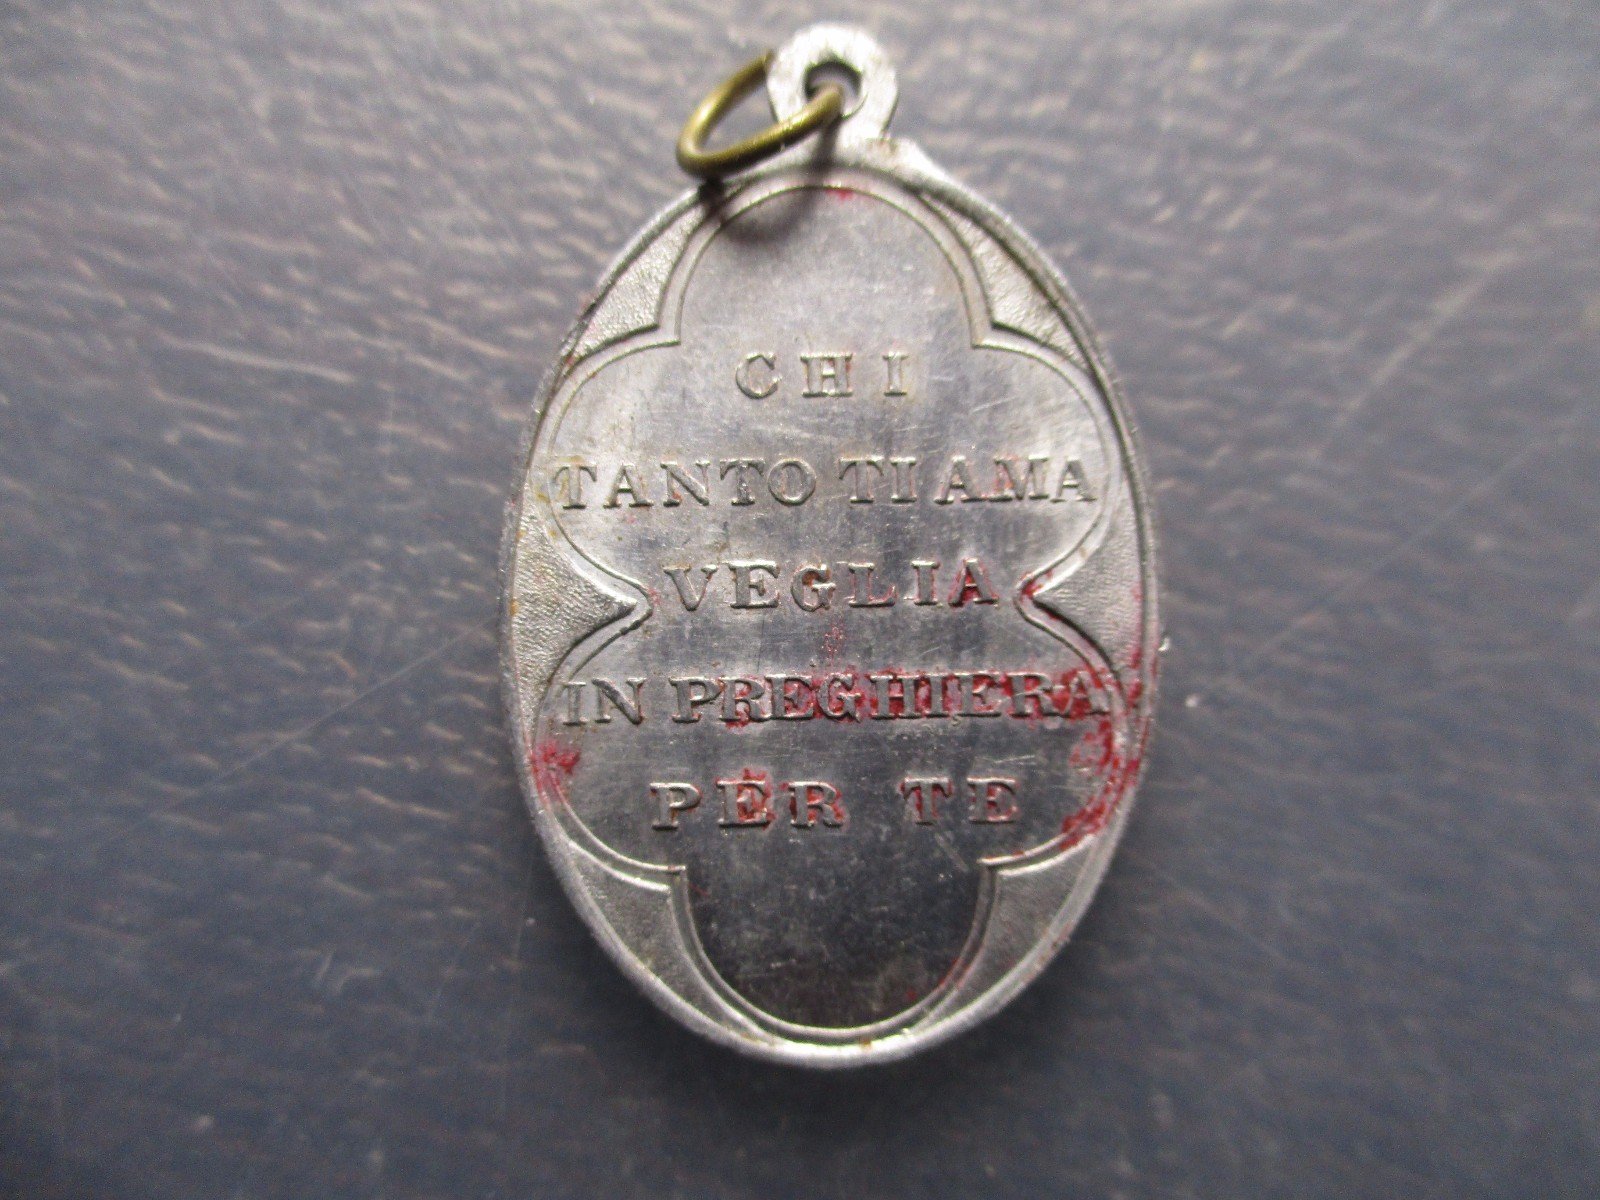 CHI
TANTO TI AMA
VEGLIA
IN PREGHIERA
PER TE